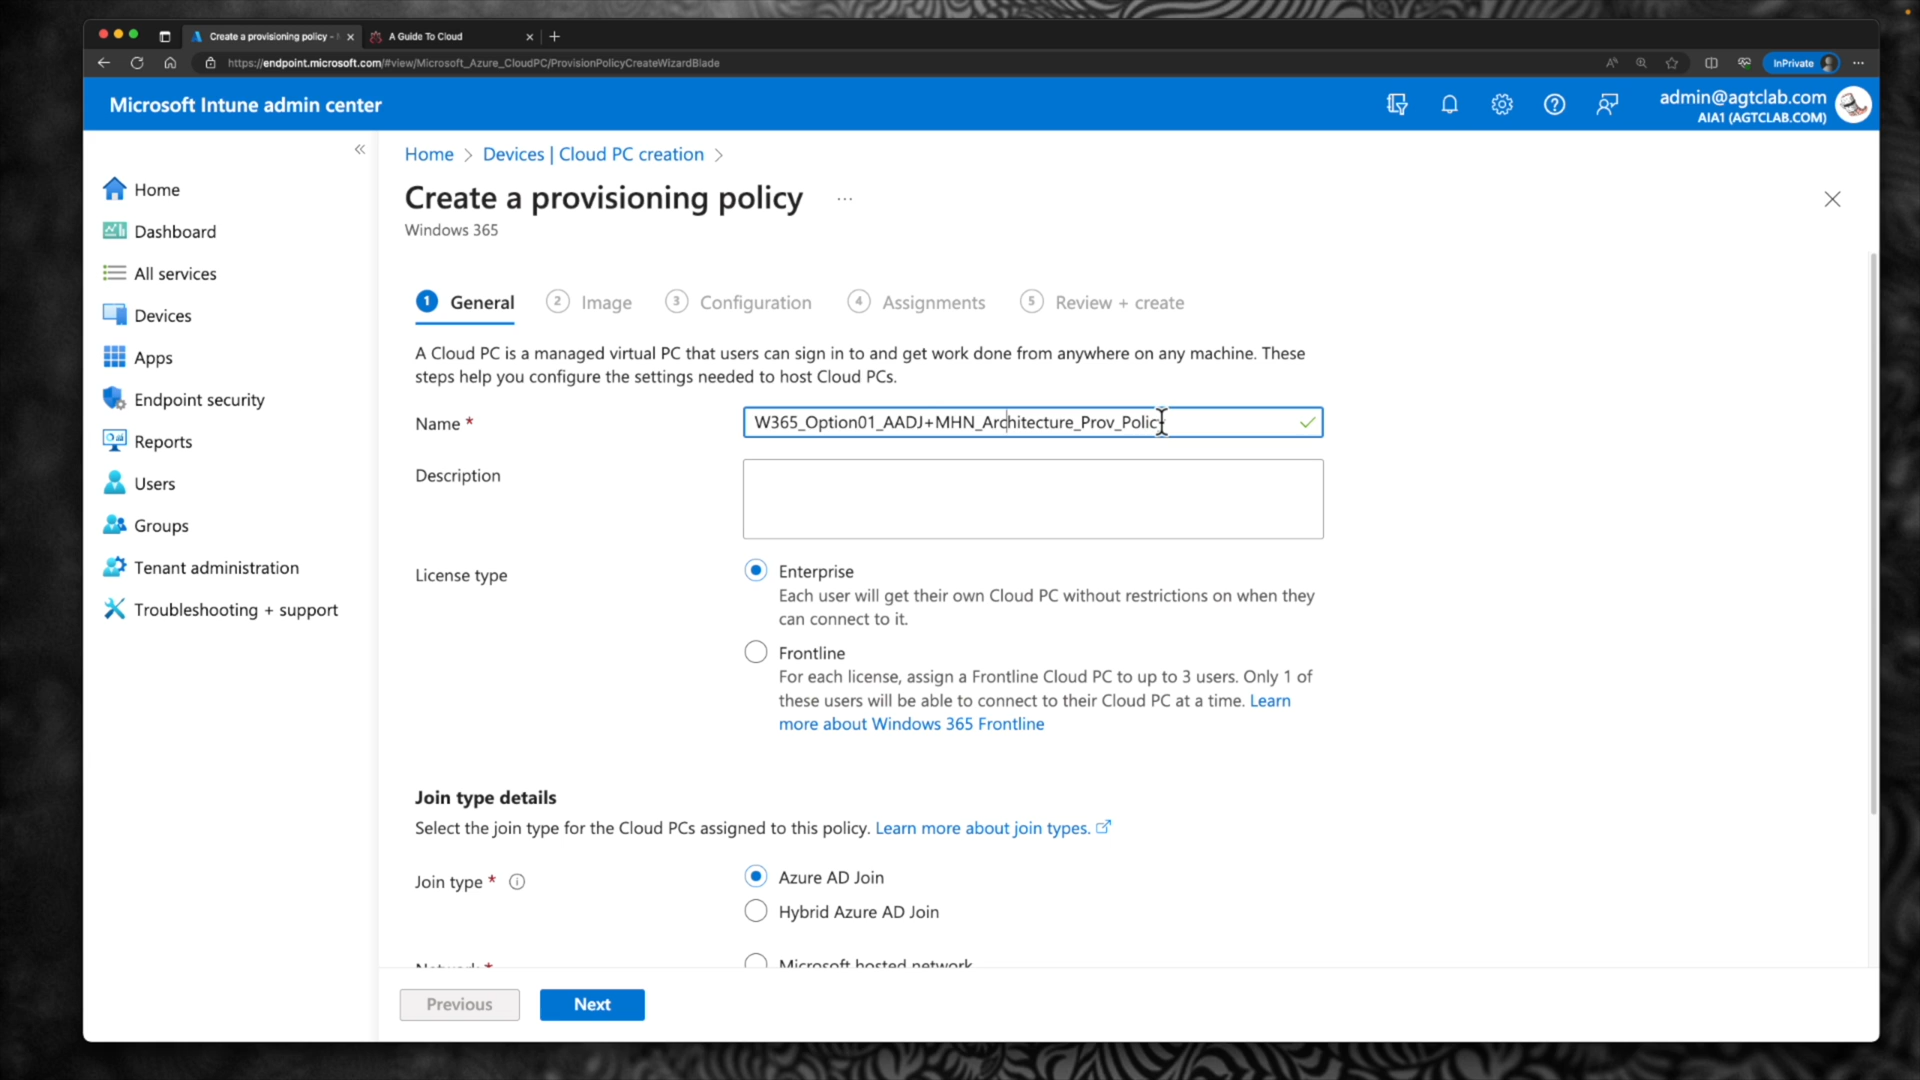 Create a provisioning policy -
A Guide To Cloud
https://endpoint.microsoft.com/#view/Microsoft_Azure_CloudPC/ProvisionPolicyCreateWizardBlade
InPrivate
Microsoft Intune admin center
admin@agtclab.com
AIA1 (AGTCLAB.COM)
Home
Dashboard
All services
Devices
Apps
Endpoint security
Reports
Users
Groups
Tenant administration
Troubleshooting + support
Home > Devices | Cloud PC creation >
Create a provisioning policy ...
Windows 365
1 General
2 Image
3 Configuration
4 Assignments
5 Review + create
A Cloud PC is a managed virtual PC that users can sign in to and get work done from anywhere on any machine. These
steps help you configure the settings needed to host Cloud PCs.
Name *
W365_Option01_AADJ+MHN_Architecture_Prov_Policy
Description
License type
Enterprise
Each user will get their own Cloud PC without restrictions on when they
can connect to it.
Frontline
For each license, assign a Frontline Cloud PC to up to 3 users. Only 1 of
these users will be able to connect to their Cloud PC at a time. Learn
more about Windows 365 Frontline
Join type details
Select the join type for the Cloud PCs assigned to this policy. Learn more about join types.
Join type *
Azure AD Join
Hybrid Azure AD Join
Network *
Microsoft hosted network
Previous
Next